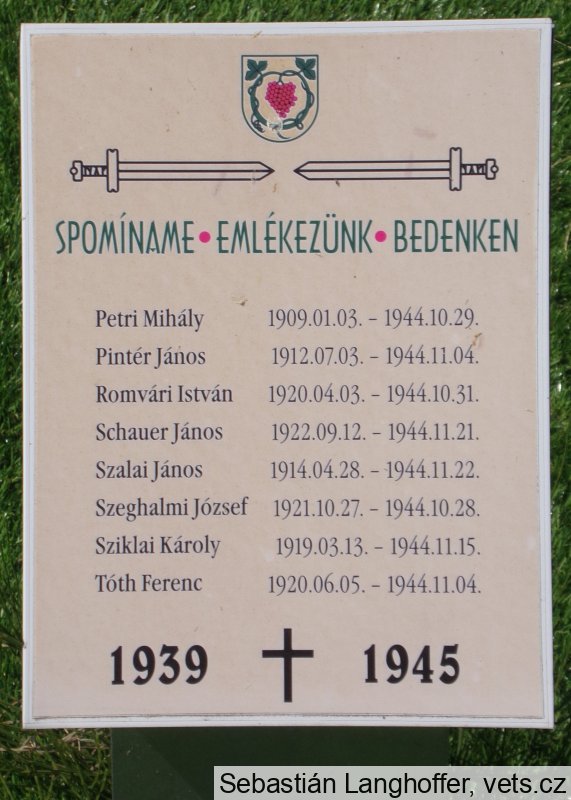 SPOMÍNAME • EMLÉKEZÜNK • BEDENKEN
Petri Mihály 1909.01.03. – 1944.10.29.
Pintér János 1912.07.03. – 1944.11.04.
Romvári István 1920.04.03. – 1944.10.31.
Schauer János 1922.09.12. – 1944.11.21.
Szalai János 1914.04.28. – 1944.11.22.
Szeghalmi József 1921.10.27. – 1944.10.28.
Sziklai Károly 1919.03.13. – 1944.11.15.
Tóth Ferenc 1920.06.05. – 1944.11.04.
1939 1945
Sebastián Langhoffer, vets.cz